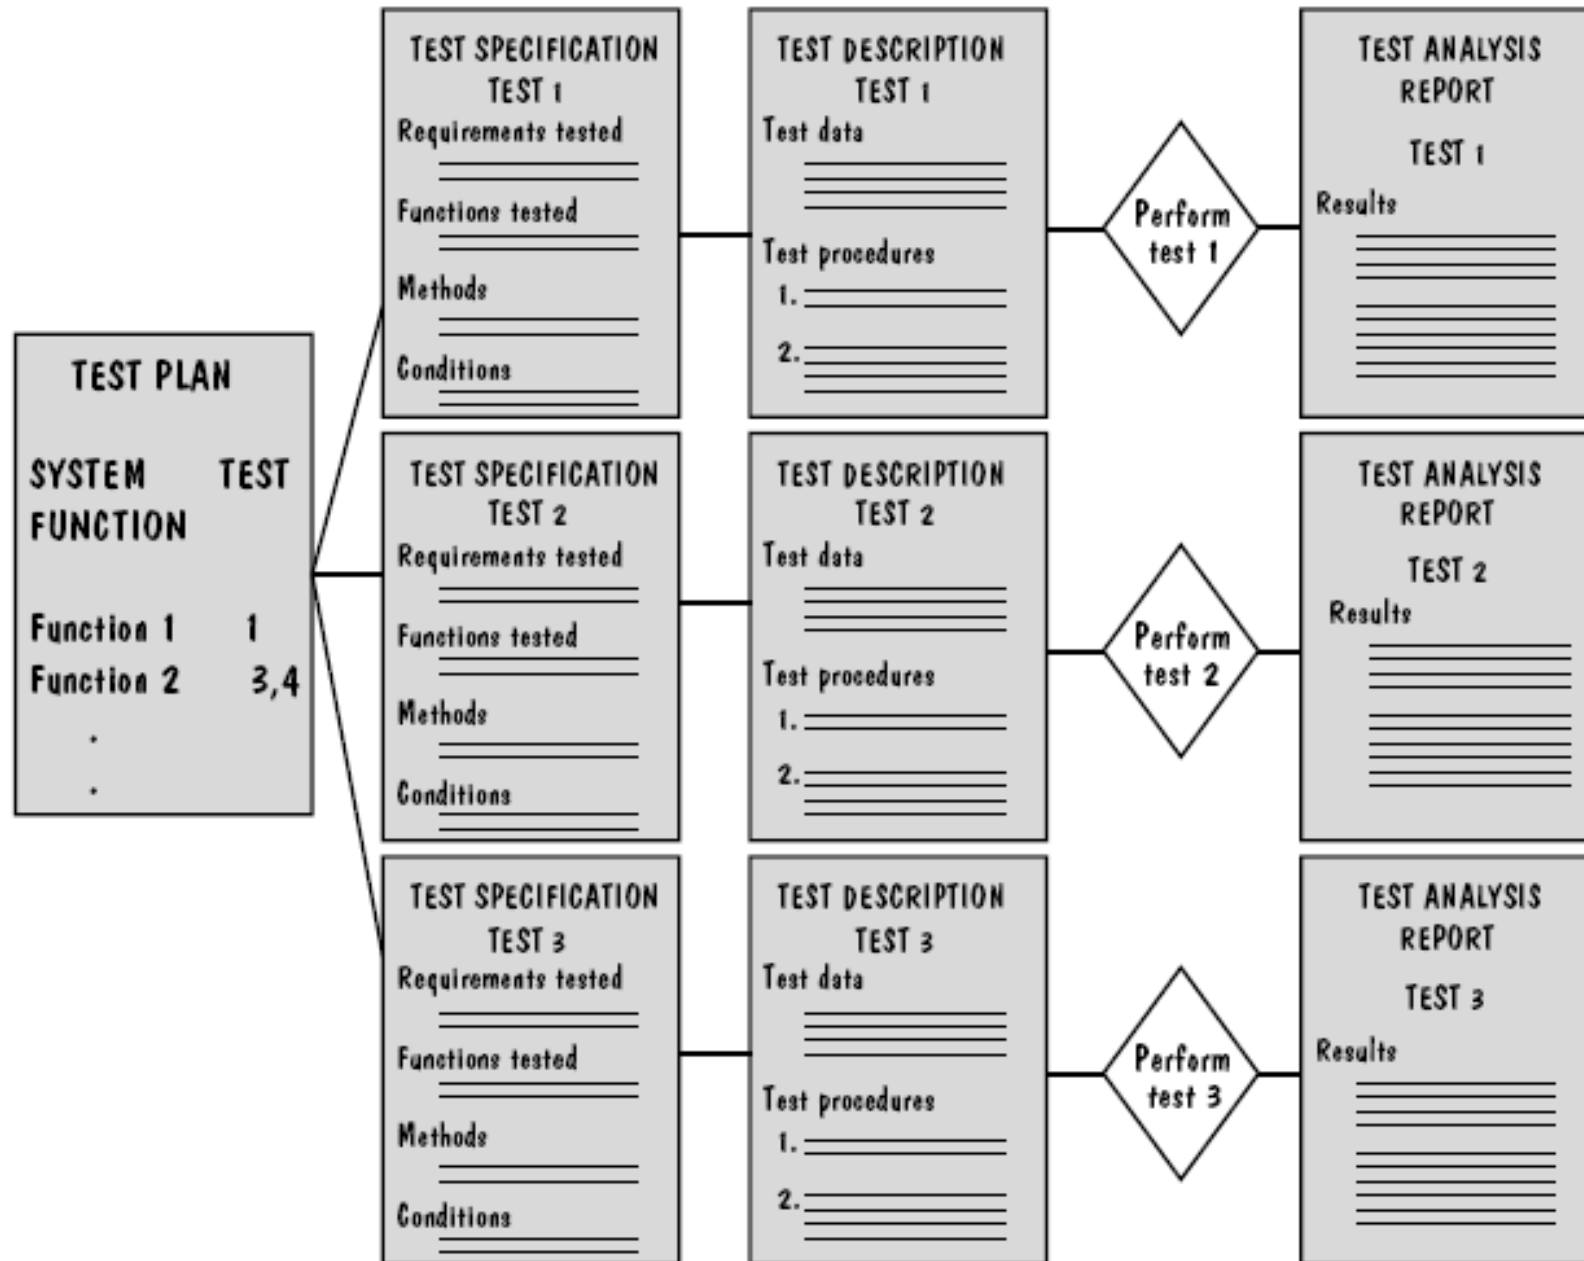 TEST PLAN
SYSTEM TEST
FUNCTION
Function 1 1
Function 2 3,4
.
.
TEST SPECIFICATION
TEST 1
Requirements tested
Functions tested
Methods
Conditions
TEST DESCRIPTION
TEST 1
Test data
Test procedures
1.
2.
Perform
test 1
TEST ANALYSIS
REPORT
TEST 1
Results
TEST SPECIFICATION
TEST 2
Requirements tested
Functions tested
Methods
Conditions
TEST DESCRIPTION
TEST 2
Test data
Test procedures
1.
2.
Perform
test 2
TEST ANALYSIS
REPORT
TEST 2
Results
TEST SPECIFICATION
TEST 3
Requirements tested
Functions tested
Methods
Conditions
TEST DESCRIPTION
TEST 3
Test data
Test procedures
1.
2.
Perform
test 3
TEST ANALYSIS
REPORT
TEST 3
Results